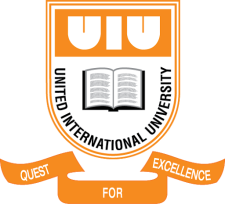 UIU
UNITED INTERNATIONAL UNIVERSITY
QUEST
FOR
EXCELLENCE